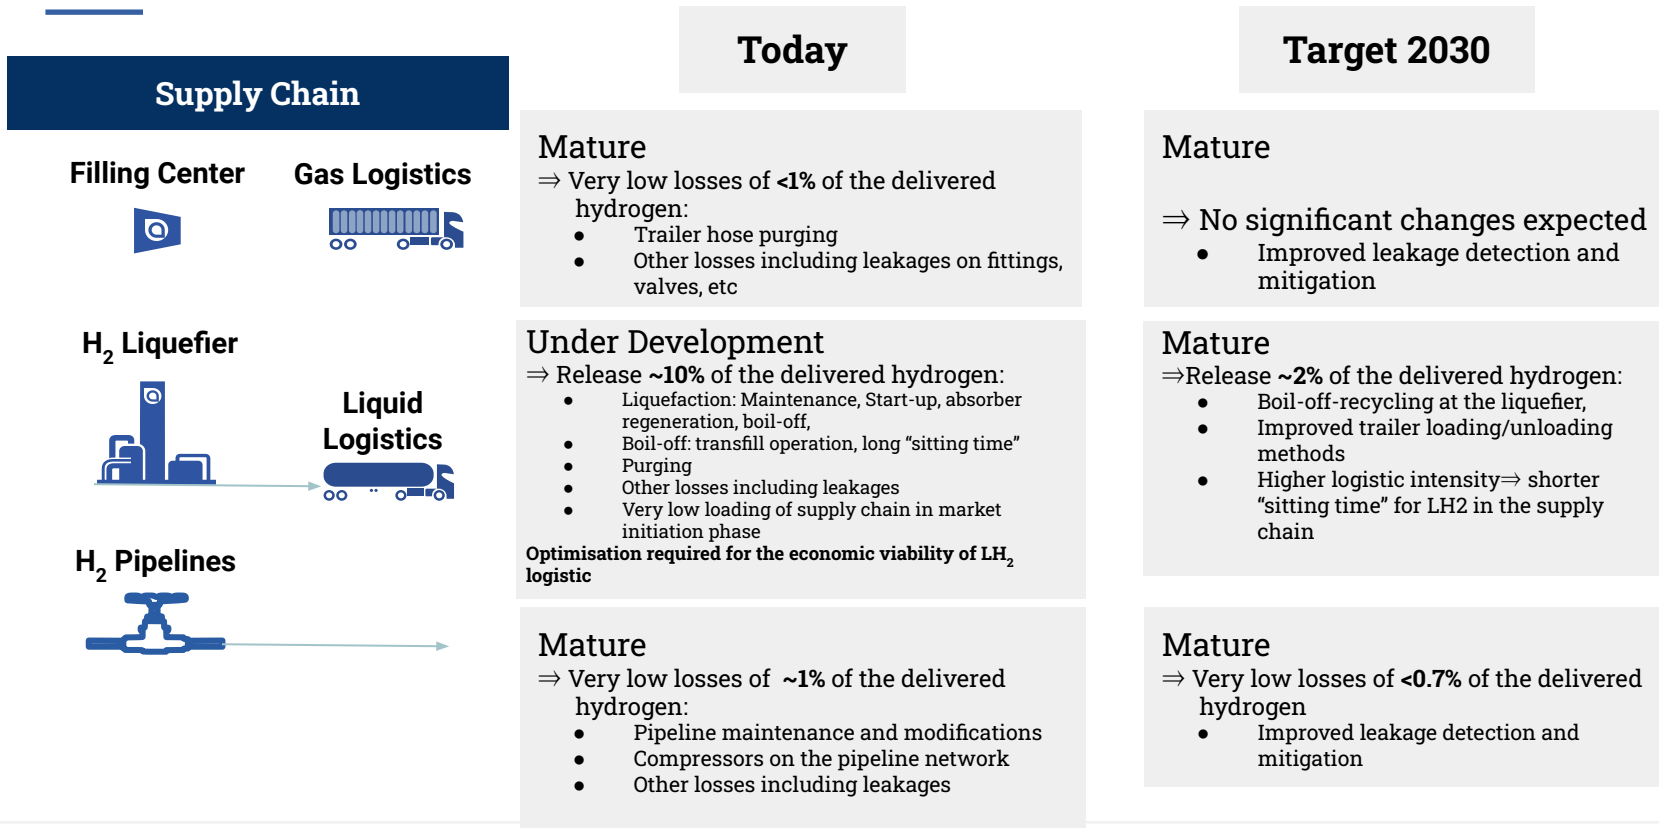 Today
Target 2030
Supply Chain
Filling Center
Gas Logistics
Mature
⇒ Very low losses of <1% of the delivered
hydrogen:
● Trailer hose purging
● Other losses including leakages on fittings,
valves, etc
Mature
⇒ No significant changes expected
● Improved leakage detection and
mitigation
H2 Liquefier
Liquid
Logistics
Under Development
⇒ Release ~10% of the delivered hydrogen:
● Liquefaction: Maintenance, Start-up, absorber
regeneration, boil-off,
● Boil-off: transfill operation, long “sitting time”
● Purging
● Other losses including leakages
● Very low loading of supply chain in market
initiation phase
Optimisation required for the economic viability of LH2
logistic
Mature
⇒Release ~2% of the delivered hydrogen:
● Boil-off-recycling at the liquefier,
● Improved trailer loading/unloading
methods
● Higher logistic intensity⇒ shorter
“sitting time” for LH2 in the supply
chain
H2 Pipelines
Mature
⇒ Very low losses of ~1% of the delivered
hydrogen:
● Pipeline maintenance and modifications
● Compressors on the pipeline network
● Other losses including leakages
Mature
⇒ Very low losses of <0.7% of the delivered
hydrogen
● Improved leakage detection and
mitigation